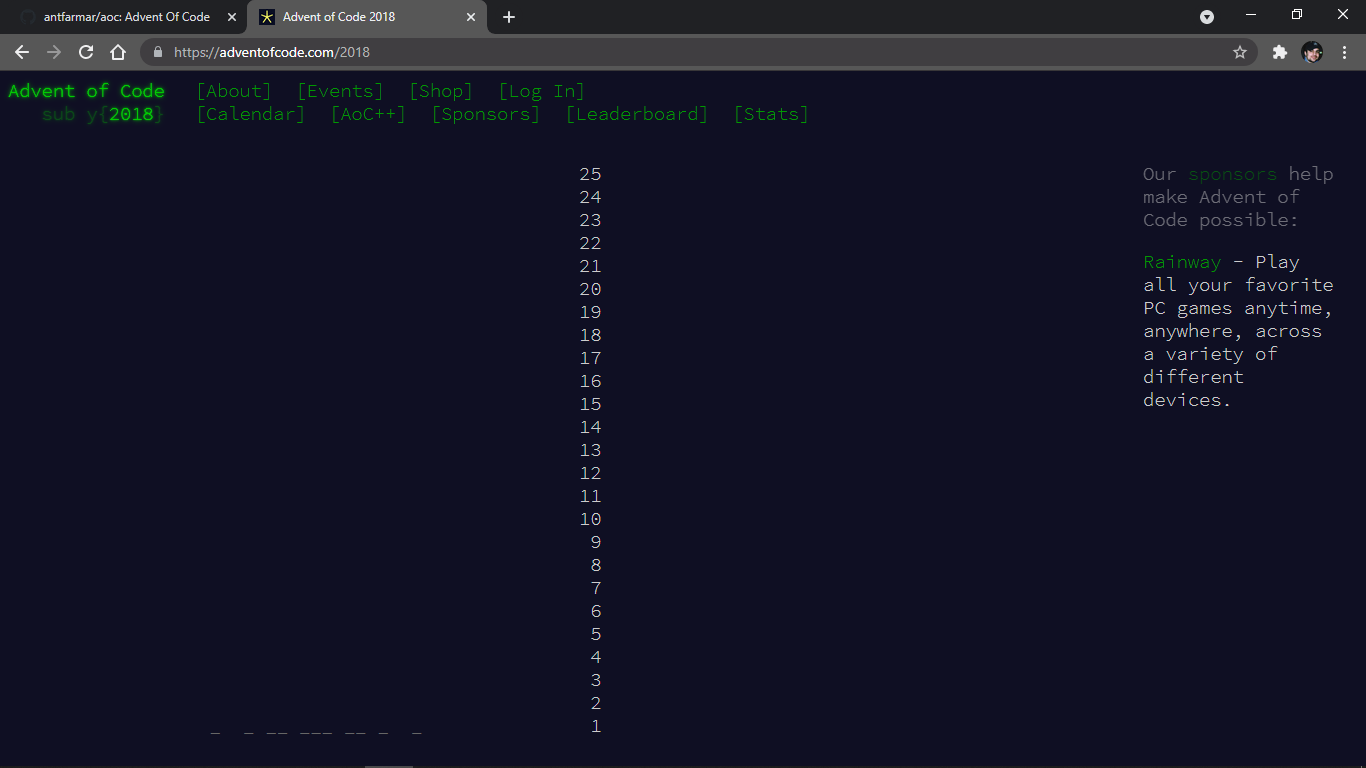 antfarmar/aoc: Advent Of Code
Advent of Code 2018
https://adventofcode.com/2018
Advent of Code [About] [Events] [Shop] [Log In]
sub y{2018} [Calendar] [AoC++] [Sponsors] [Leaderboard] [Stats]
25
24
23
22
21
20
19
18
17
16
15
14
13
12
11
10
9
8
7
6
5
4
3
2
_ _ __ ___ __ _ _ 1
Our sponsors help
make Advent of
Code possible:
Rainway - Play
all your favorite
PC games anytime,
anywhere, across
a variety of
different
devices.